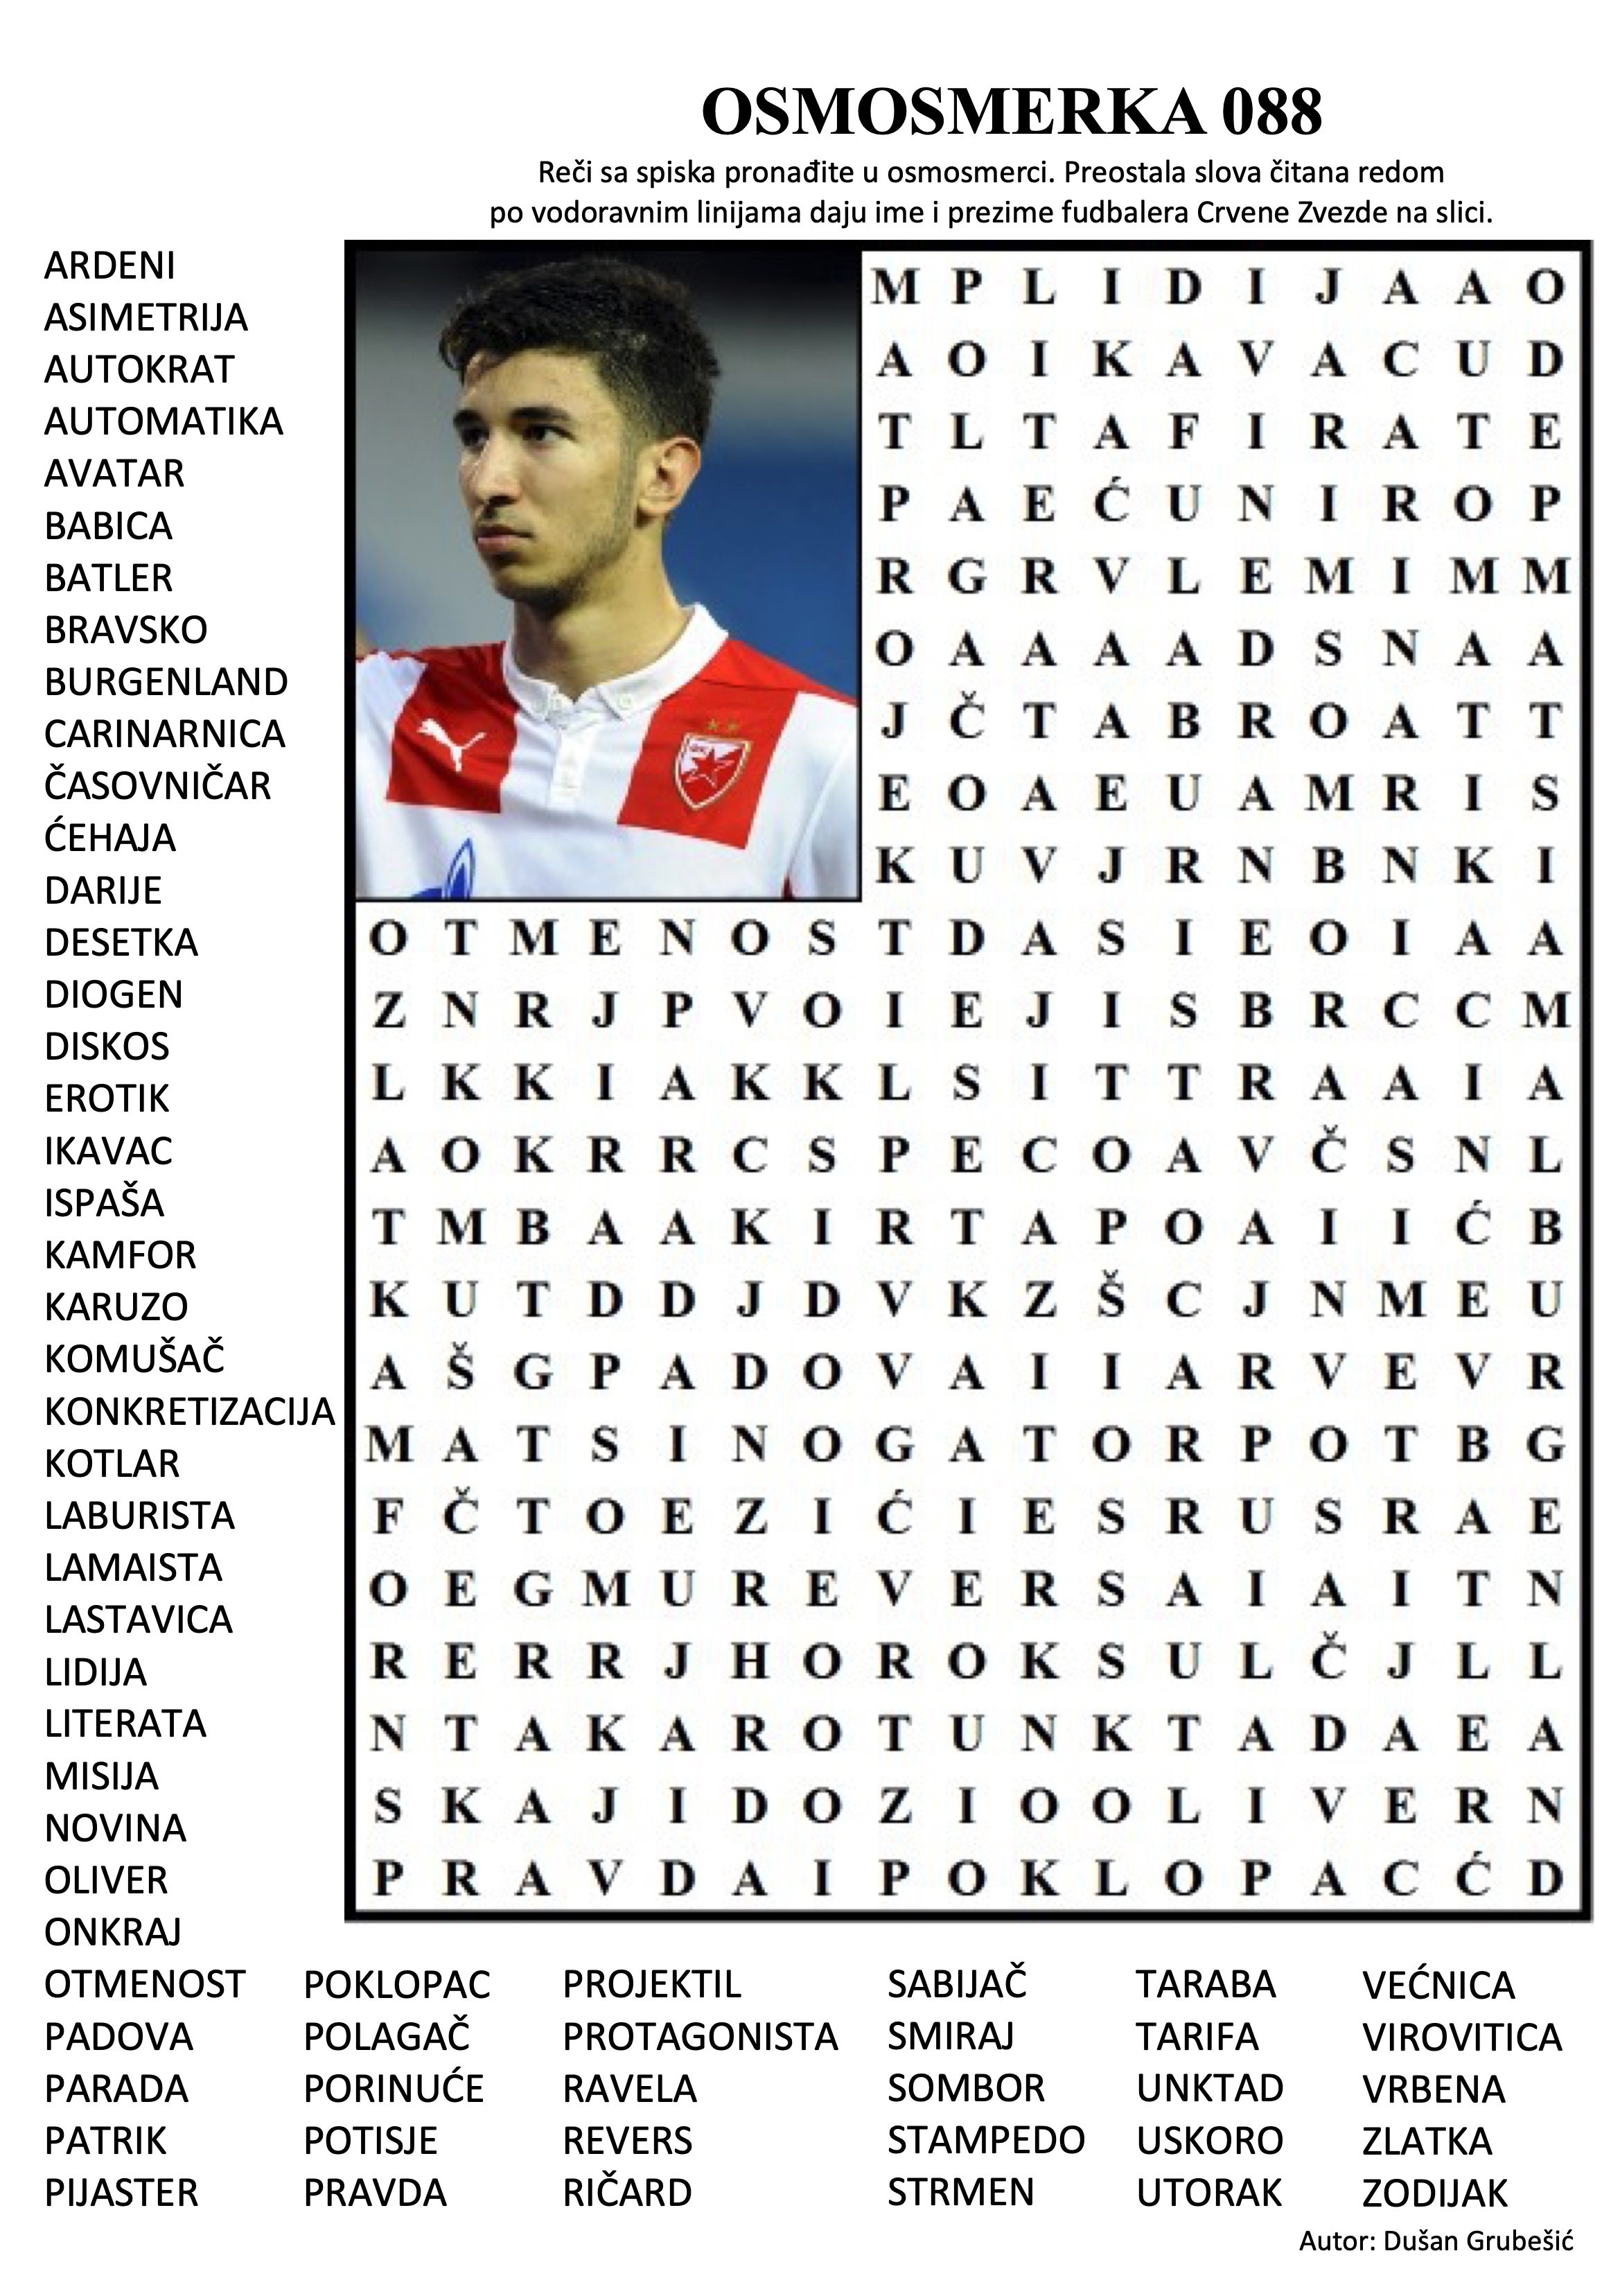 OSMOSMERKA 088
Reči sa spiska pronađite u osmosmerci. Preostala slova čitana redom
po vodoravnim linijama daju ime i prezime fudbalera Crvene Zvezde na slici.
ARDENI
ASIMETRIJA
AUTOKRAT
AUTOMATIKA
AVATAR
BABICA
BATLER
BRAVSKO
BURGENLAND
CARINARNICA
ČASOVNIČAR
ĆEHAJA
DARIJE
DESETKA
DIOGEN
DISKOS
EROTIK
IKAVAC
ISPAŠA
KAMFOR
KARUZO
KOMUŠAČ
KONKRETIZACIJA
KOTLAR
LABURISTA
LAMAISTA
LASTAVICA
LIDIJA
LITERATA
MISIJA
NOVINA
OLIVER
ONKRAJ
OTMENOST
PADOVA
PARADA
PATRIK
PIJASTER
M P L I D I J A A O
A O I K A V A C U D
T L T A F I R A T E
P A E Ć U N I R O P
R G R V L E M I M M
O A A A A D S N A A
J Č T A B R O A T T
E O A E U A M R I S
K U V J R N B N K I
O T M E N O S T D A S I E O I A A
Z N R J P V O I E J I S B R C C M
L K K I A K K L S I T T R A A I A
A O K R R C S P E C O A V Č S N L
T M B A A K I R T A P O A I I Ć B
K U T D D J D V K Z Š C J N M E U
A Š G P A D O V A I I A R V E V R
M A T S I N O G A T O R P O T B G
F Č T O E Z I Ć I E S R U S R A E
O E G M U R E V E R S A I A I T N
R E R R J H O R O K S U L Č J L L
N T A K A R O T U N K T A D A E A
S K A J I D O Z I O O L I V E R N
P R A V D A I P O K L O P A C Ć D
POKLOPAC
POLAGAČ
PORINUĆE
POTISJE
PRAVDA
PROJEKTIL
PROTAGONISTA
RAVELA
REVERS
RIČARD
SABIJAČ
SMIRAJ
SOMBOR
STAMPEDO
STRMEN
TARABA
TARIFA
UNKTAD
USKORO
UTORAK
VEĆNICA
VIROVITICA
VRBENA
ZLATKA
ZODIJAK
Autor: Dušan Grubešić